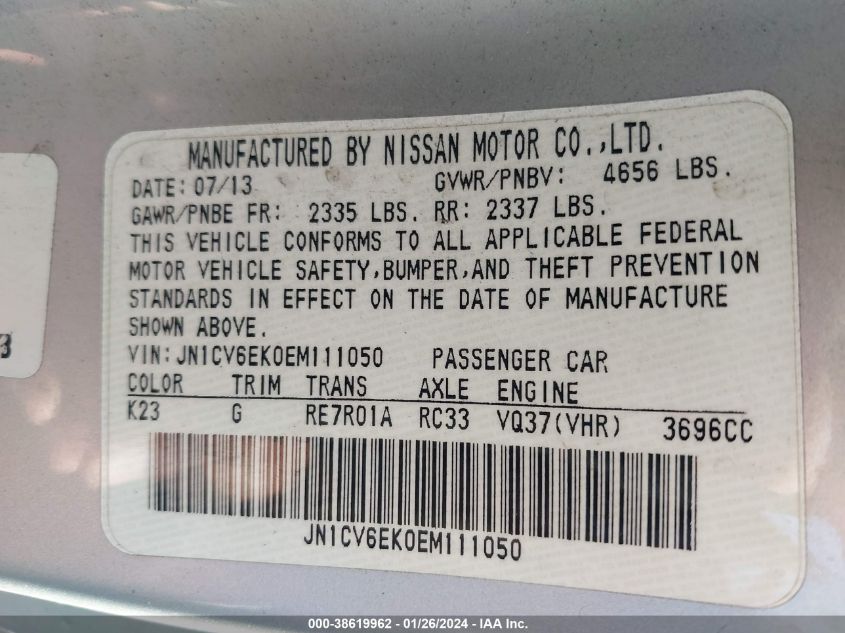 MANUFACTURED BY NISSAN MOTOR CO.,LTD.
DATE: 07/13 GVWR/PNBV: 4656 LBS.
GAWR/PNBE FR: 2335 LBS. RR: 2337 LBS.
THIS VEHICLE CONFORMS TO ALL APPLICABLE FEDERAL
MOTOR VEHICLE SAFETY,BUMPER,AND THEFT PREVENTION
STANDARDS IN EFFECT ON THE DATE OF MANUFACTURE
SHOWN ABOVE.
VIN:JN1CV6EK0EM111050 PASSENGER CAR
COLOR TRIM TRANS AXLE ENGINE
K23 G RE7R01A RC33 VQ37(VHR) 3696CC
JN1CV6EK0EM111050
000-38619962 - 01/26/2024 - IAA Inc.